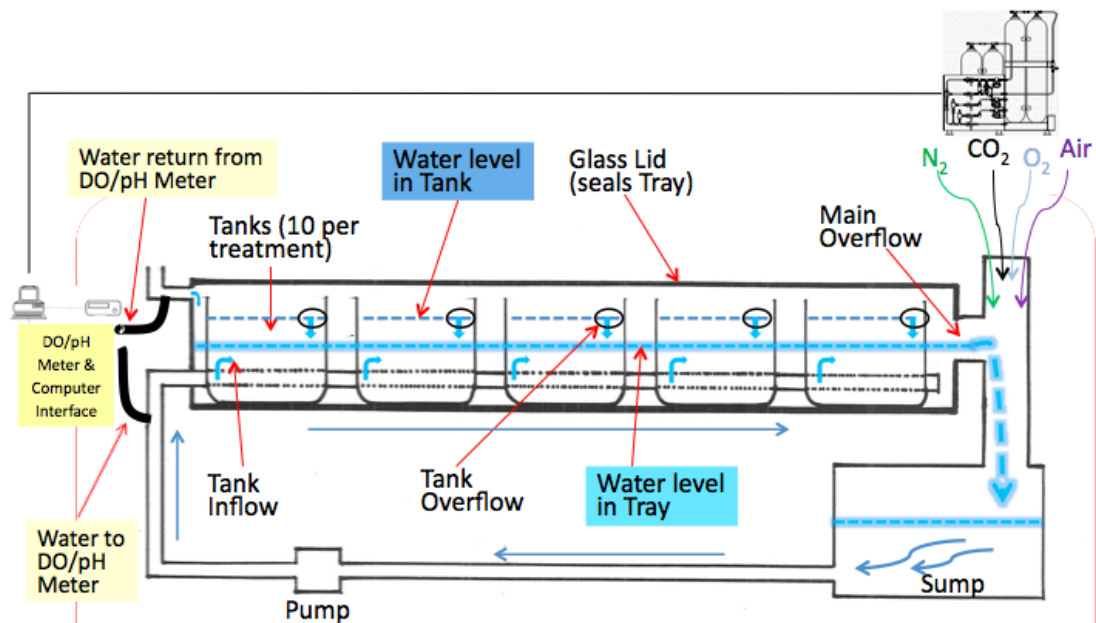 CO₂
N₂
O₂
Air
Water return from
DO/pH Meter
Water level
in Tank
Glass Lid
(seals Tray)
Tanks (10 per
treatment)
Main
Overflow
DO/pH
Meter &
Computer
Interface
Tank
Inflow
Tank
Overflow
Water level
in Tray
Water to
DO/pH
Meter
Pump
Sump